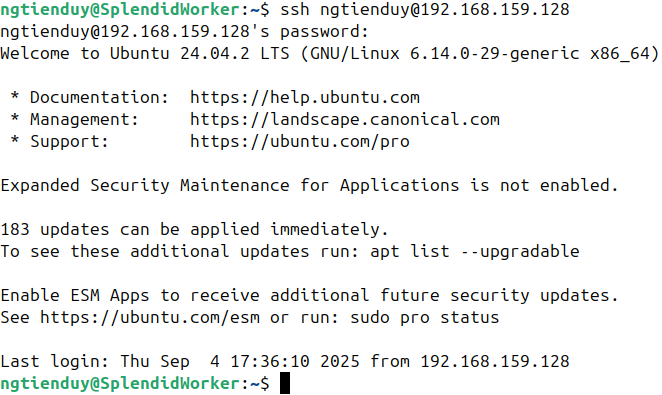 ngtienduy@SplendidWorker:~$ ssh ngtienduy@192.168.159.128
ngtienduy@192.168.159.128's password:
Welcome to Ubuntu 24.04.2 LTS (GNU/Linux 6.14.0-29-generic x86_64)
* Documentation:  https://help.ubuntu.com
* Management:     https://landscape.canonical.com
* Support:        https://ubuntu.com/pro
Expanded Security Maintenance for Applications is not enabled.
183 updates can be applied immediately.
To see these additional updates run: apt list --upgradable
Enable ESM Apps to receive additional future security updates.
See https://ubuntu.com/esm or run: sudo pro status
Last login: Thu Sep  4 17:36:10 2025 from 192.168.159.128
ngtienduy@SplendidWorker:~$